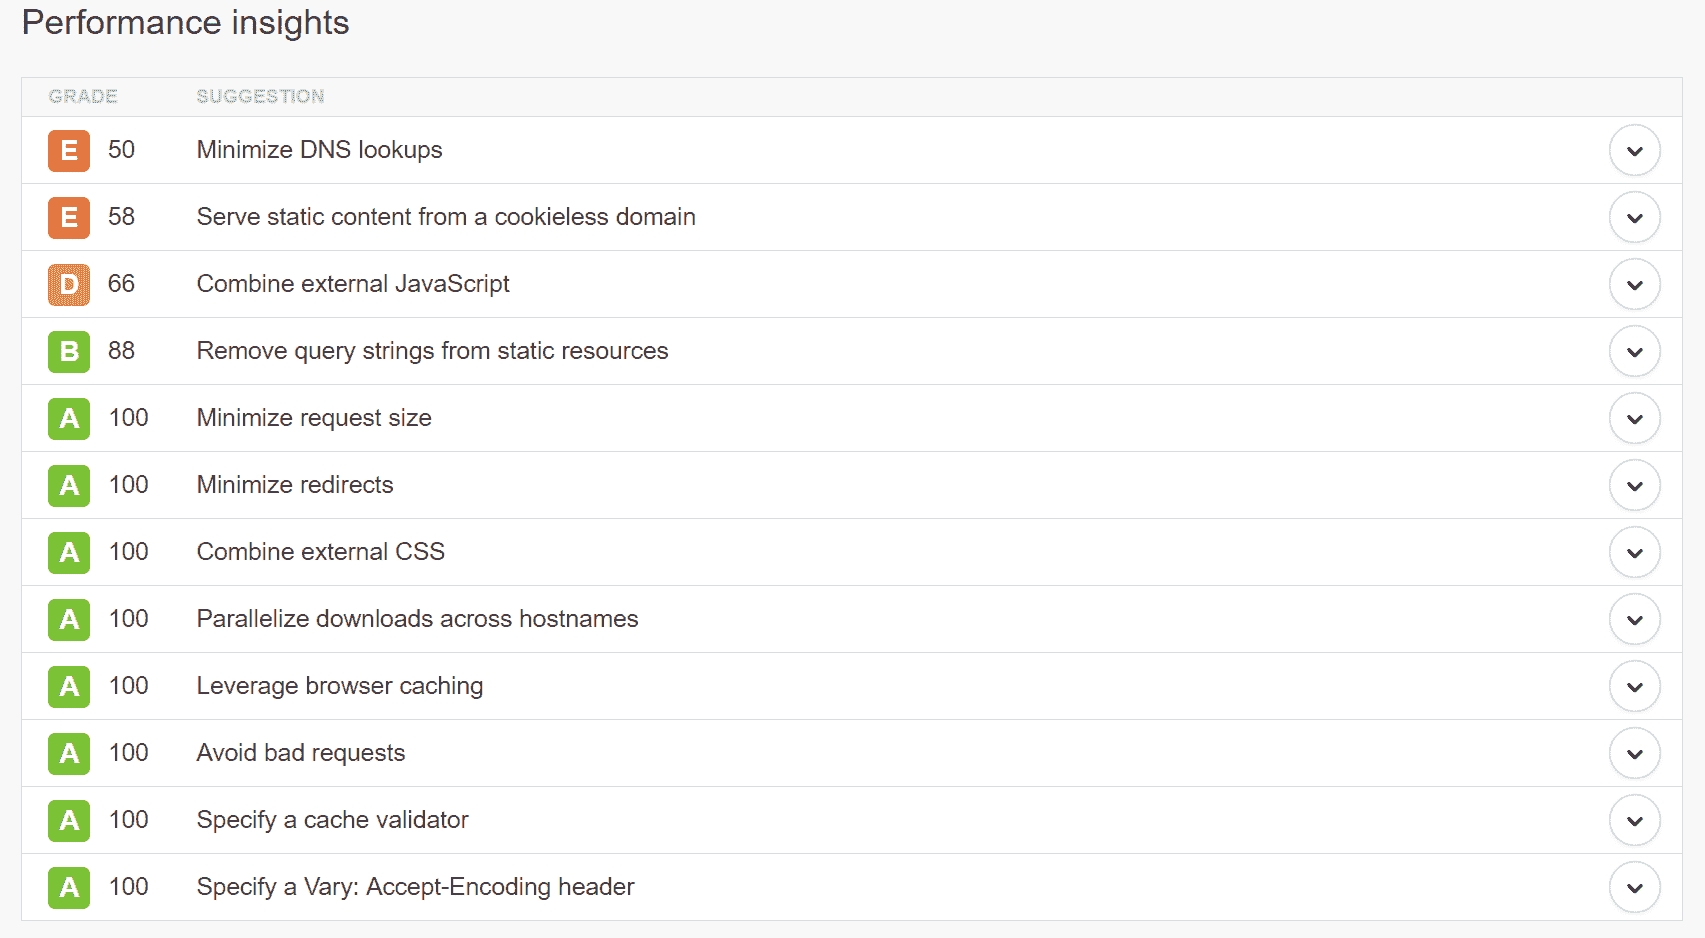 Performance insights
GRADE SUGGESTION
E 50 Minimize DNS lookups
E 58 Serve static content from a cookieless domain
D 66 Combine external JavaScript
B 88 Remove query strings from static resources
A 100 Minimize request size
A 100 Minimize redirects
A 100 Combine external CSS
A 100 Parallelize downloads across hostnames
A 100 Leverage browser caching
A 100 Avoid bad requests
A 100 Specify a cache validator
A 100 Specify a Vary: Accept-Encoding header